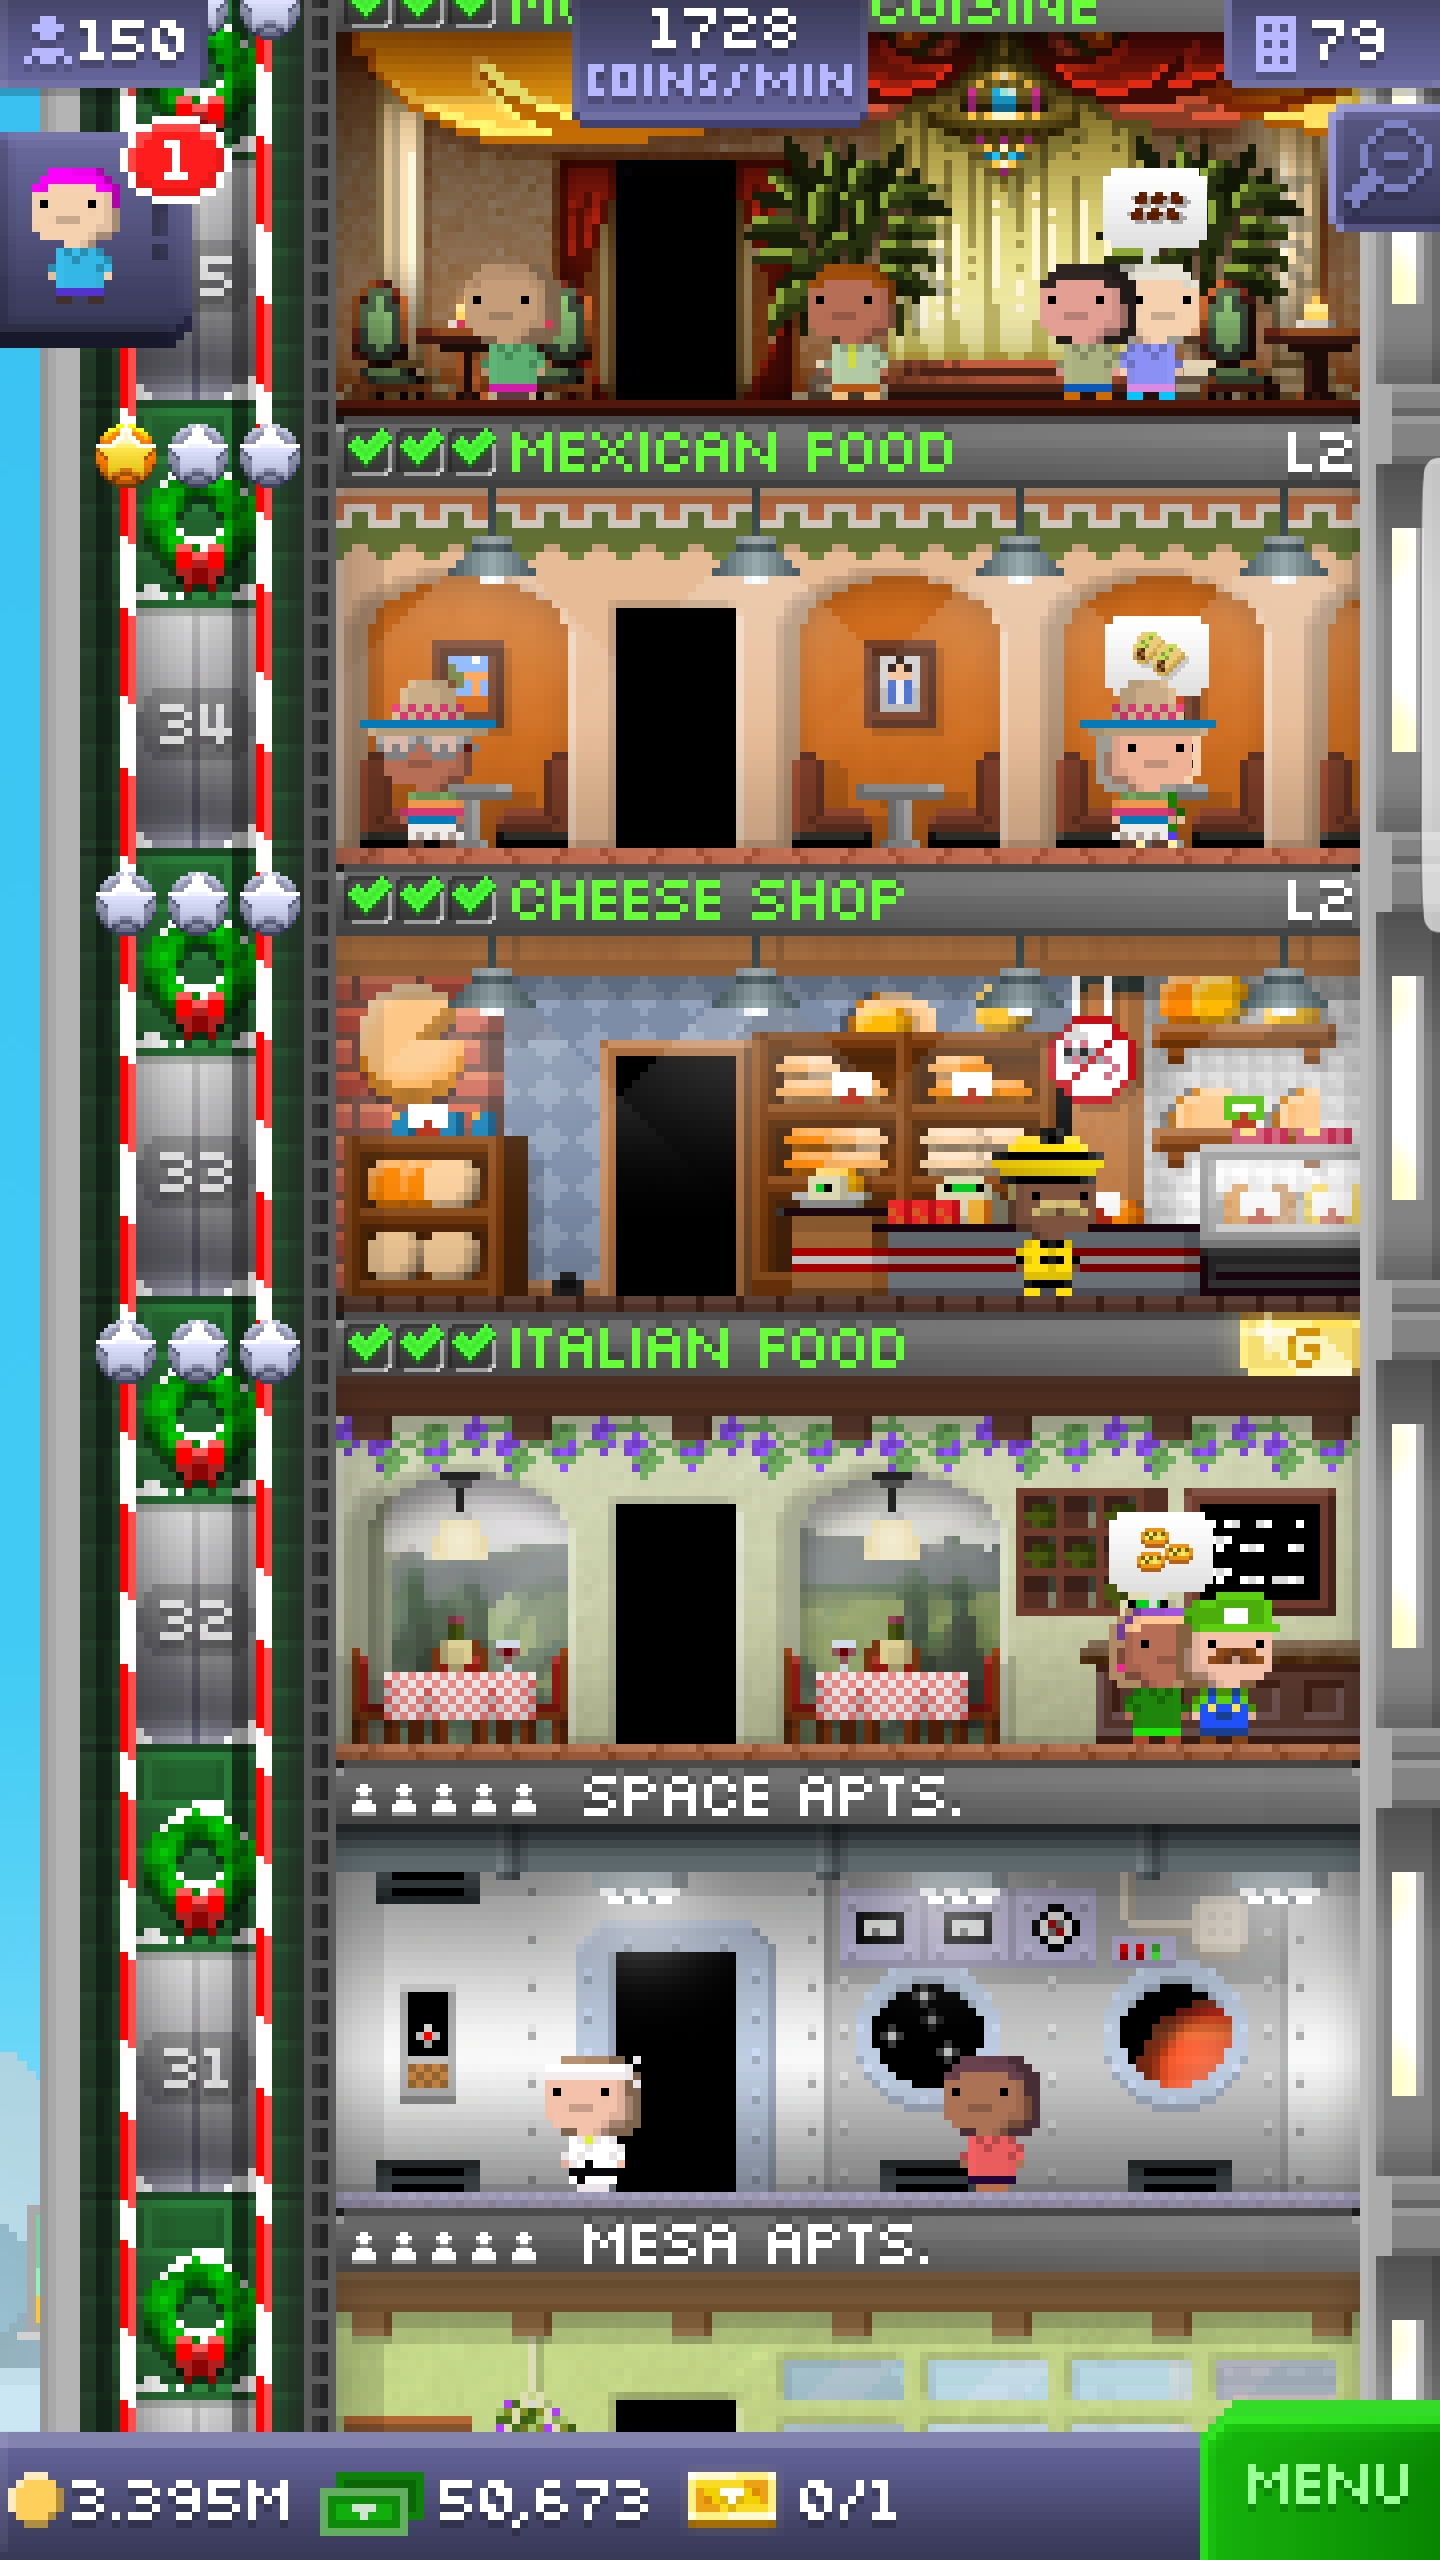 150
1728
COINS/MIN
CUISINE
79
1
5
MEXICAN FOOD L2
34
CHEESE SHOP L2
33
ITALIAN FOOD G
32
SPACE APTS.
31
MESA APTS.
3.395M 50,673 0/1
MENU